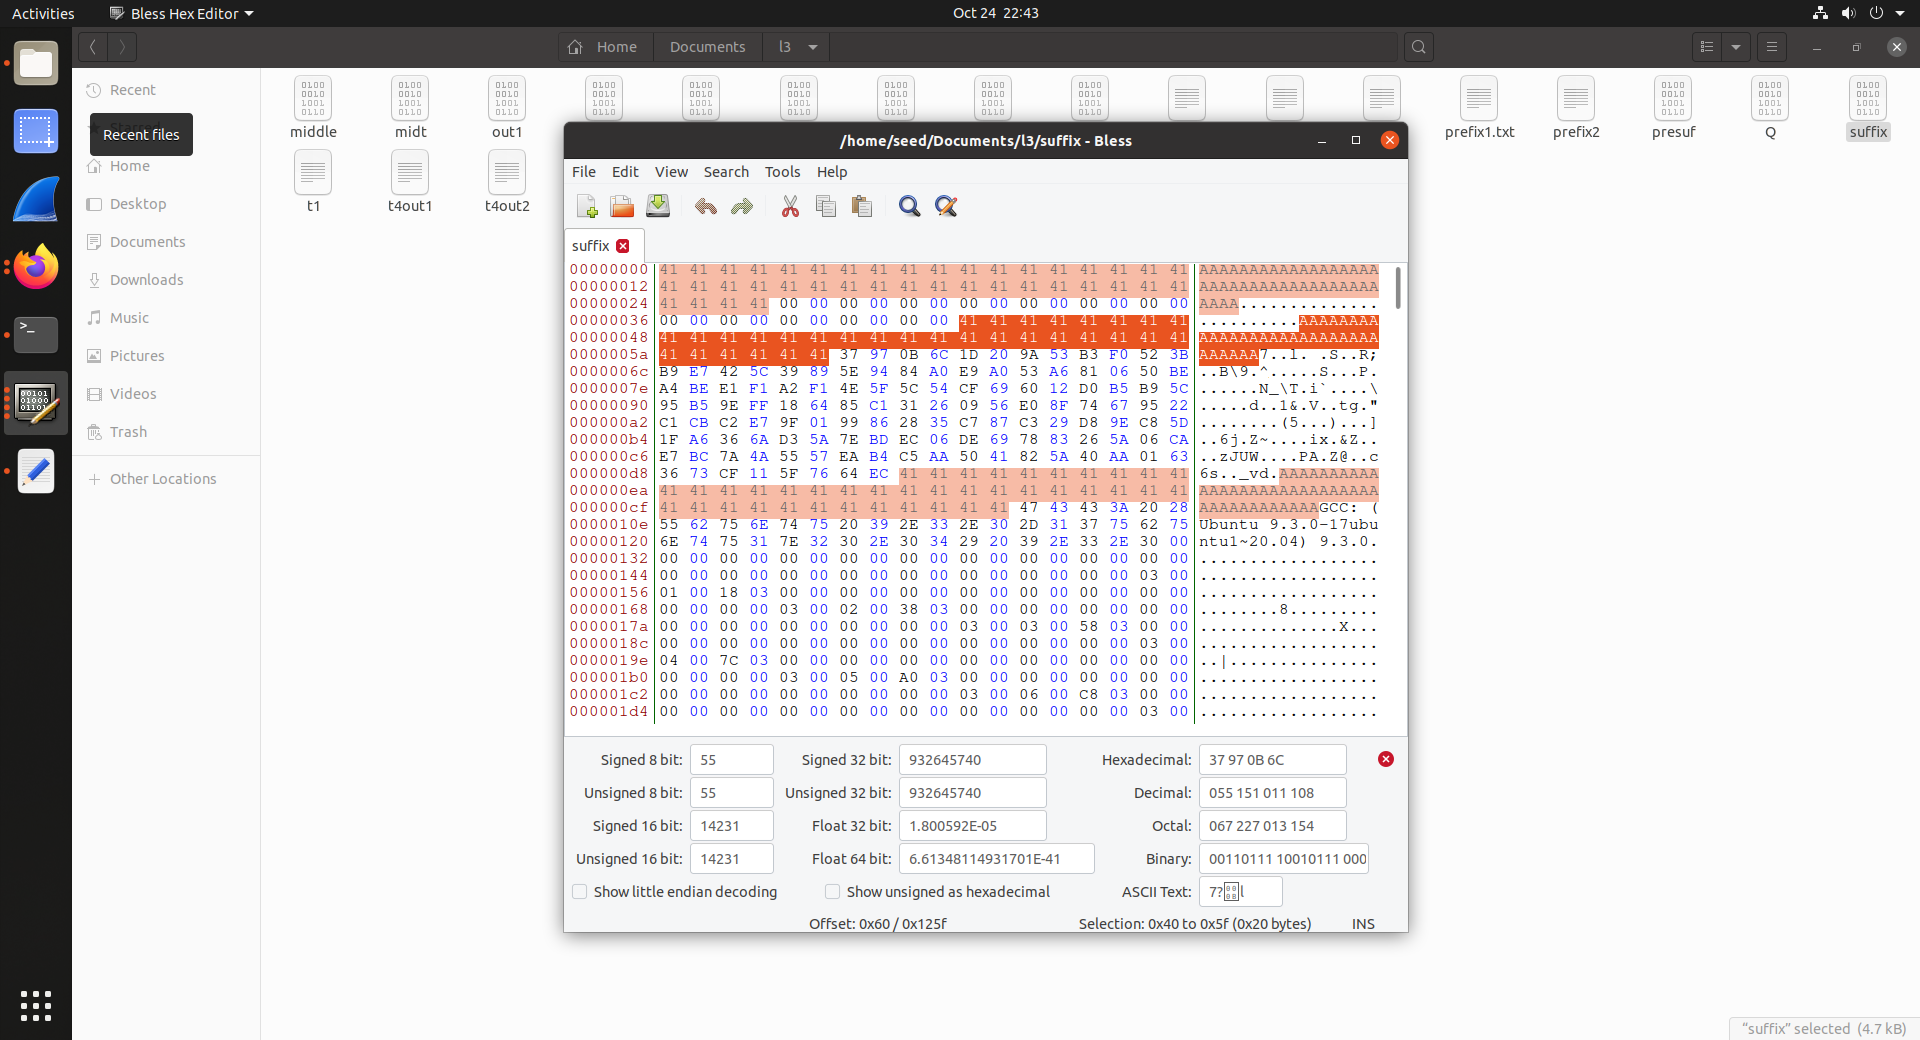 Activities
Bless Hex Editor
Oct 24 22:43
Home
Documents
l3
Recent
Starred
Recent files
Home
Desktop
Documents
Downloads
Music
Pictures
Videos
Trash
+ Other Locations
middle
midt
out1
prefix1.txt
prefix2
presuf
Q
suffix
t1
t4out1
t4out2
/home/seed/Documents/l3/suffix - Bless
File Edit View Search Tools Help
suffix
00000000 41 41 41 41 41 41 41 41 41 41 41 41 41 41 41 41 41 41 AAAAAAAAAAAAAAAAAA
00000012 41 41 41 41 41 41 41 41 41 41 41 41 41 41 41 41 41 41 AAAAAAAAAAAAAAAAAA
00000024 41 41 41 41 00 00 00 00 00 00 00 00 00 00 00 00 00 00 AAAA..............
00000036 00 00 00 00 00 00 00 00 00 00 41 41 41 41 41 41 41 41 ..........AAAAAAAA
00000048 41 41 41 41 41 41 41 41 41 41 41 41 41 41 41 41 41 41 AAAAAAAAAAAAAAAAAA
0000005a 41 41 41 41 41 41 37 97 0B 6C 1D 20 9A 53 B3 F0 52 3B AAAAAA7..l. .S..R;
0000006c B9 E7 42 5C 39 89 5E 94 84 A0 E9 A0 53 A6 81 06 50 BE ..B\9.^.....S...P.
0000007e A4 BE E1 F1 A2 F1 4E 5F 5C 54 CF 69 60 12 D0 B5 B9 5C ......N_\T.i`....\
00000090 95 B5 9E FF 18 64 85 C1 31 26 09 56 E0 8F 74 67 95 22 .....d..1&.V..tg."
000000a2 C1 CB C2 E7 9F 01 99 86 28 35 C7 87 C3 29 D8 9E C8 5D ........(5...)...]
000000b4 1F A6 36 6A D3 5A 7E BD EC 06 DE 69 78 83 26 5A 06 CA ..6j.Z~....ix.&Z..
000000c6 E7 BC 7A 4A 55 57 EA B4 C5 AA 50 41 82 5A 40 AA 01 63 ..zJUW....PA.Z@..c
000000d8 36 73 CF 11 5F 76 64 EC 41 41 41 41 41 41 41 41 41 41 6s.._vd.AAAAAAAAAA
000000ea 41 41 41 41 41 41 41 41 41 41 41 41 41 41 41 41 41 41 AAAAAAAAAAAAAAAAAA
000000cf 41 41 41 41 41 41 41 41 41 41 41 41 47 43 43 3A 20 28 AAAAAAAAAAAAGCC: (
0000010e 55 62 75 6E 74 75 20 39 2E 33 2E 30 2D 31 37 75 62 75 Ubuntu 9.3.0-17ubu
00000120 6E 74 75 31 7E 32 30 2E 30 34 29 20 39 2E 33 2E 30 00 ntu1~20.04) 9.3.0.
00000132 00 00 00 00 00 00 00 00 00 00 00 00 00 00 00 00 00 00 ..................
00000144 00 00 00 00 00 00 00 00 00 00 00 00 00 00 00 00 03 00 ..................
00000156 01 00 18 03 00 00 00 00 00 00 00 00 00 00 00 00 00 00 ..................
00000168 00 00 00 00 03 00 02 00 38 03 00 00 00 00 00 00 00 00 ........8.........
0000017a 00 00 00 00 00 00 00 00 00 00 03 00 03 00 58 03 00 00 ..............X...
0000018c 00 00 00 00 00 00 00 00 00 00 00 00 00 00 00 00 03 00 ..................
0000019e 04 00 7C 03 00 00 00 00 00 00 00 00 00 00 00 00 00 00 ..|...............
000001b0 00 00 00 00 03 00 05 00 A0 03 00 00 00 00 00 00 00 00 ..................
000001c2 00 00 00 00 00 00 00 00 00 00 03 00 06 00 C8 03 00 00 ..................
000001d4 00 00 00 00 00 00 00 00 00 00 00 00 00 00 00 00 03 00 ..................
Signed 8 bit: 55 Signed 32 bit: 932645740 Hexadecimal: 37 97 0B 6C
Unsigned 8 bit: 55 Unsigned 32 bit: 932645740 Decimal: 055 151 011 108
Signed 16 bit: 14231 Float 32 bit: 1.800592E-05 Octal: 067 227 013 154
Unsigned 16 bit: 14231 Float 64 bit: 6.61348114931701E-41 Binary: 00110111 10010111 000
Show little endian decoding Show unsigned as hexadecimal ASCII Text: 7?l
Offset: 0x60 / 0x125f Selection: 0x40 to 0x5f (0x20 bytes) INS
"suffix" selected (4.7 kB)